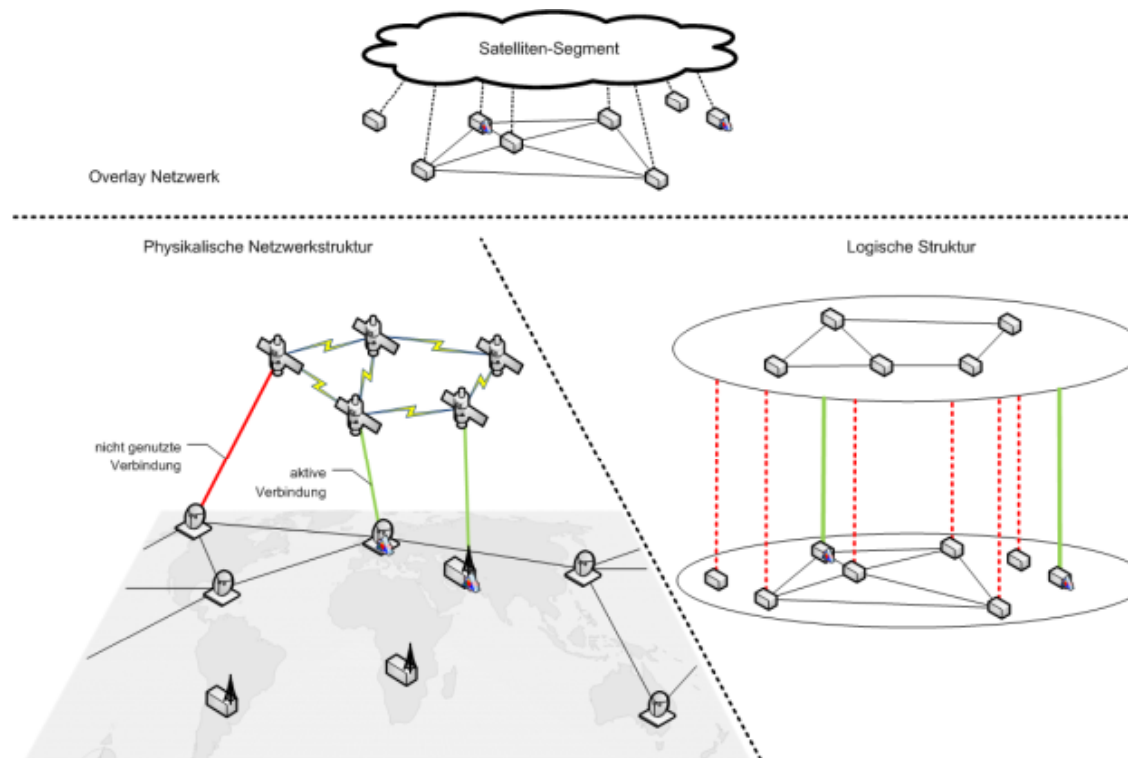 Satelliten-Segment
Overlay Netzwerk
Physikalische Netzwerkstruktur
Logische Struktur
nicht genutzte
Verbindung
aktive
Verbindung